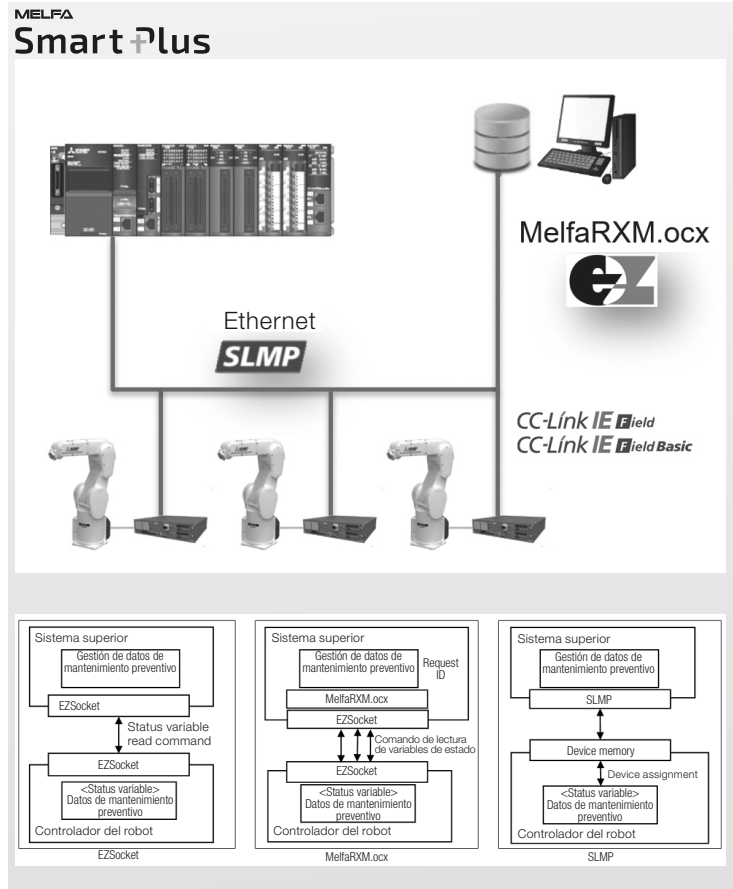 MELFA
Smart Plus
MelfaRXM.ocx
eZ
Ethernet
SLMP
CC-Link IE Field
CC-Link IE Field Basic
Sistema superior
Gestión de datos de
mantenimiento preventivo
EZSocket
Status variable
read command
EZSocket
<Status variable>
Datos de mantenimiento
preventivo
Controlador del robot
EZSocket
Sistema superior
Gestión de datos de
mantenimiento preventivo
Request
ID
MelfaRXM.ocx
EZSocket
Comando de lectura
de variables de estado
EZSocket
<Status variable>
Datos de mantenimiento
preventivo
Controlador del robot
MelfaRXM.ocx
Sistema superior
Gestión de datos de
mantenimiento preventivo
SLMP
Device memory
Device assignment
<Status variable>
Datos de mantenimiento
preventivo
Controlador del robot
SLMP